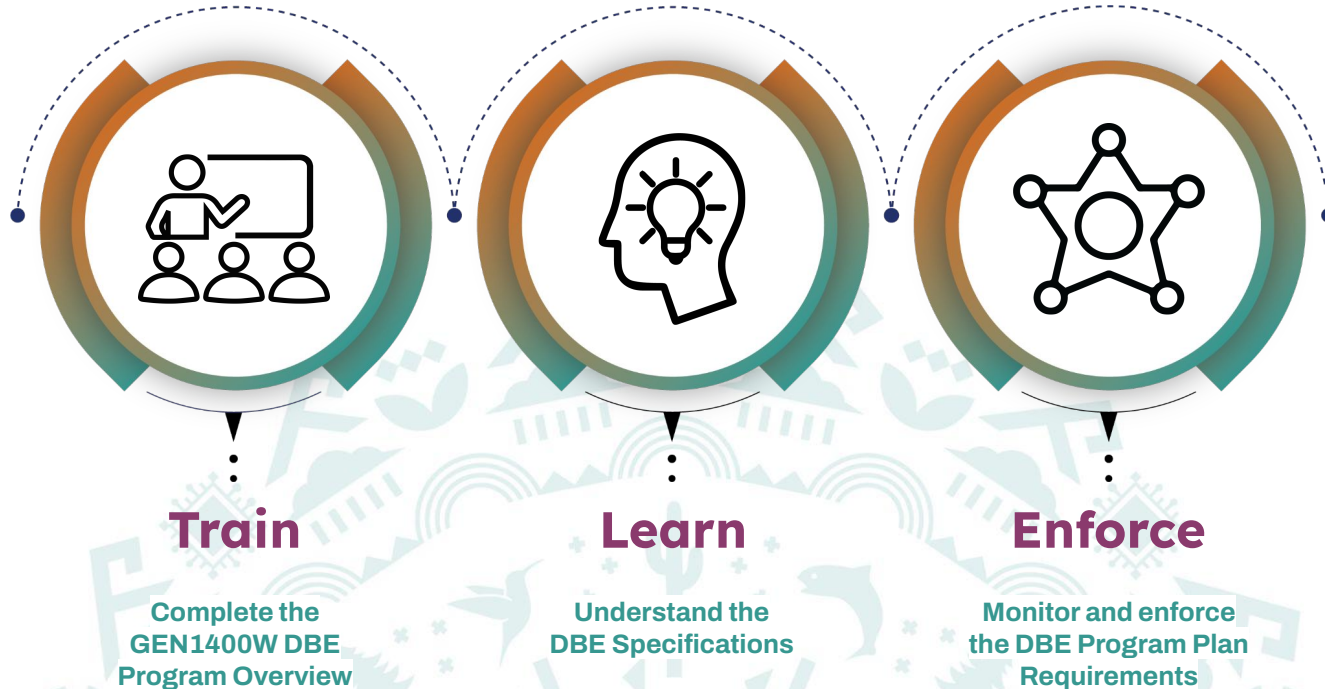 Train
Complete the
GEN1400W DBE
Program Overview
Learn
Understand the
DBE Specifications
Enforce
Monitor and enforce
the DBE Program Plan
Requirements